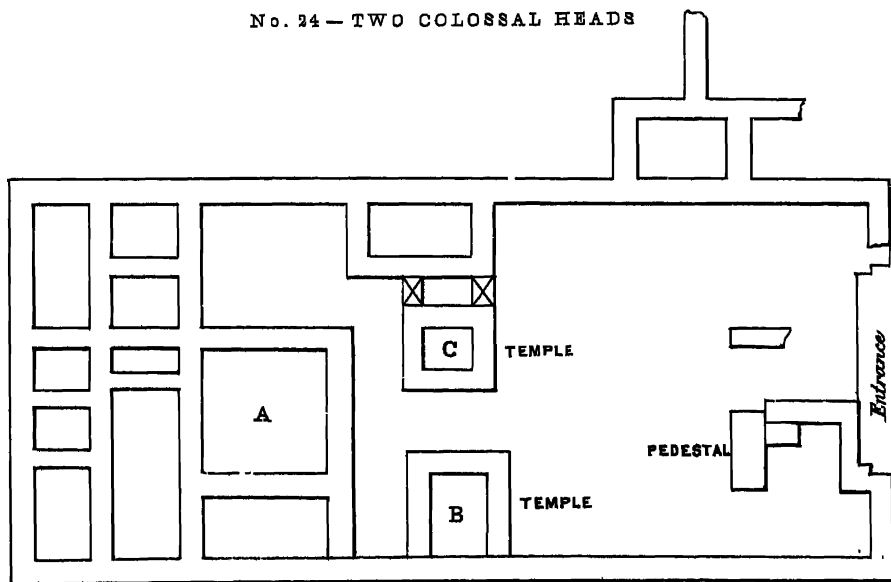 No. 24 — TWO COLOSSAL HEADS
C
TEMPLE
Entrance
A
PEDESTAL
B
TEMPLE